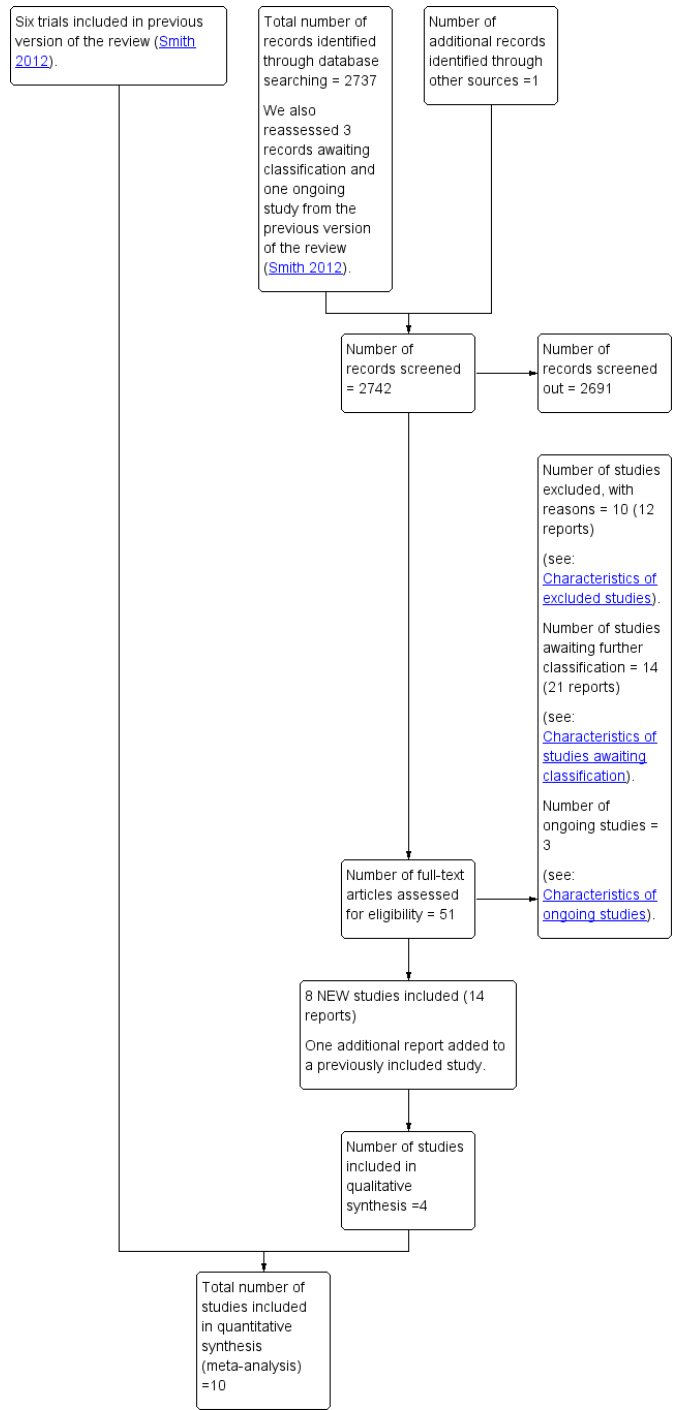 Six trials included in previous
version of the review (Smith
2012).
Total number of
records identified
through database
searching = 2737
We also
reassessed 3
records awaiting
classification and
one ongoing
study from the
previous version
of the review
(Smith 2012).
Number of
additional records
identified through
other sources =1
Number of
records screened
= 2742
Number of
records screened
out = 2691
Number of studies
excluded, with
reasons = 10 (12
reports)
(see:
Characteristics of
excluded studies).
Number of studies
awaiting further
classification = 14
(21 reports)
(see:
Characteristics of
studies awaiting
classification).
Number of
ongoing studies =
3
(see:
Characteristics of
ongoing studies).
Number of full-text
articles assessed
for eligibility = 51
8 NEW studies included (14
reports)
One additional report added to
a previously included study.
Number of studies
included in
qualitative
synthesis =4
Total number of
studies included
in quantitative
synthesis
(meta-analysis)
=10